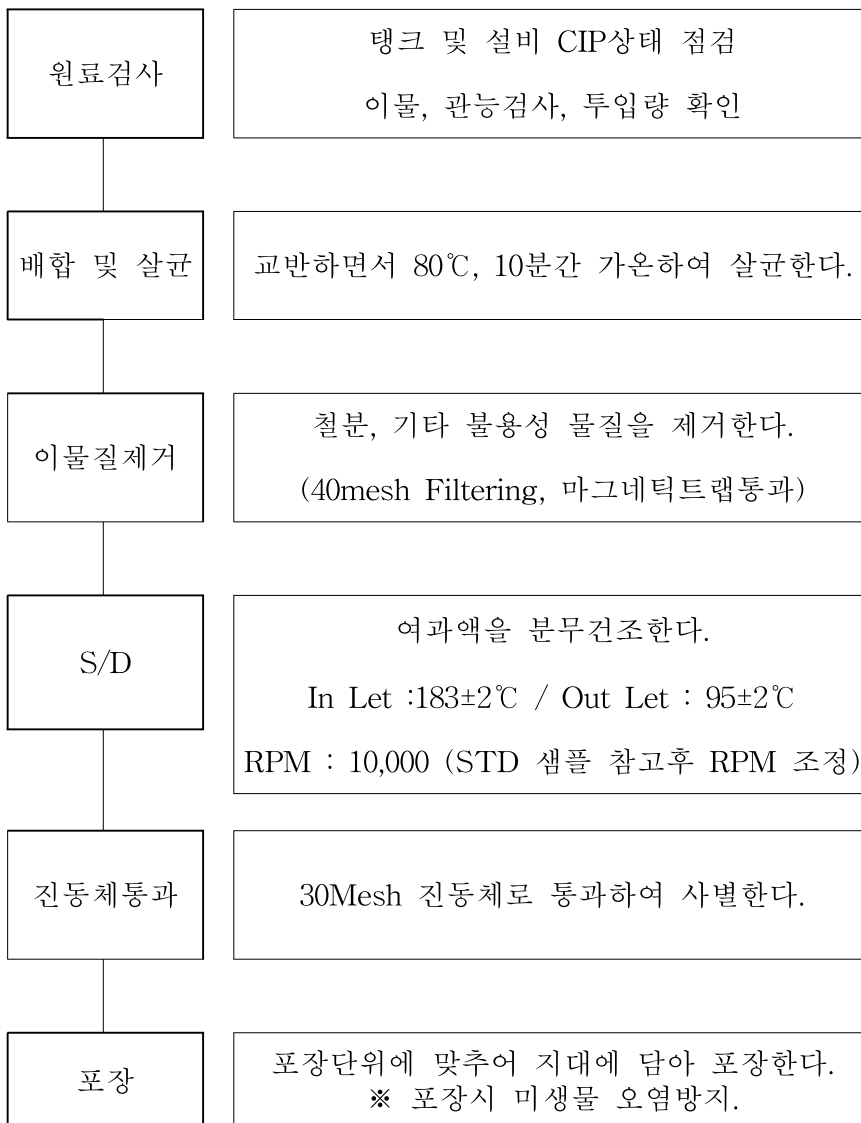 원료검사
탱크 및 설비 CIP상태 점검
이물, 관능검사, 투입량 확인
배합 및 살균
교반하면서 80℃, 10분간 가온하여 살균한다.
이물질제거
철분, 기타 불용성 물질을 제거한다.
(40mesh Filtering, 마그네틱트랩통과)
S/D
여과액을 분무건조한다.
In Let :183±2℃ / Out Let : 95±2℃
RPM : 10,000 (STD 샘플 참고후 RPM 조정)
진동체통과
30Mesh 진동체로 통과하여 사별한다.
포장
포장단위에 맞추어 지대에 담아 포장한다.
※ 포장시 미생물 오염방지.